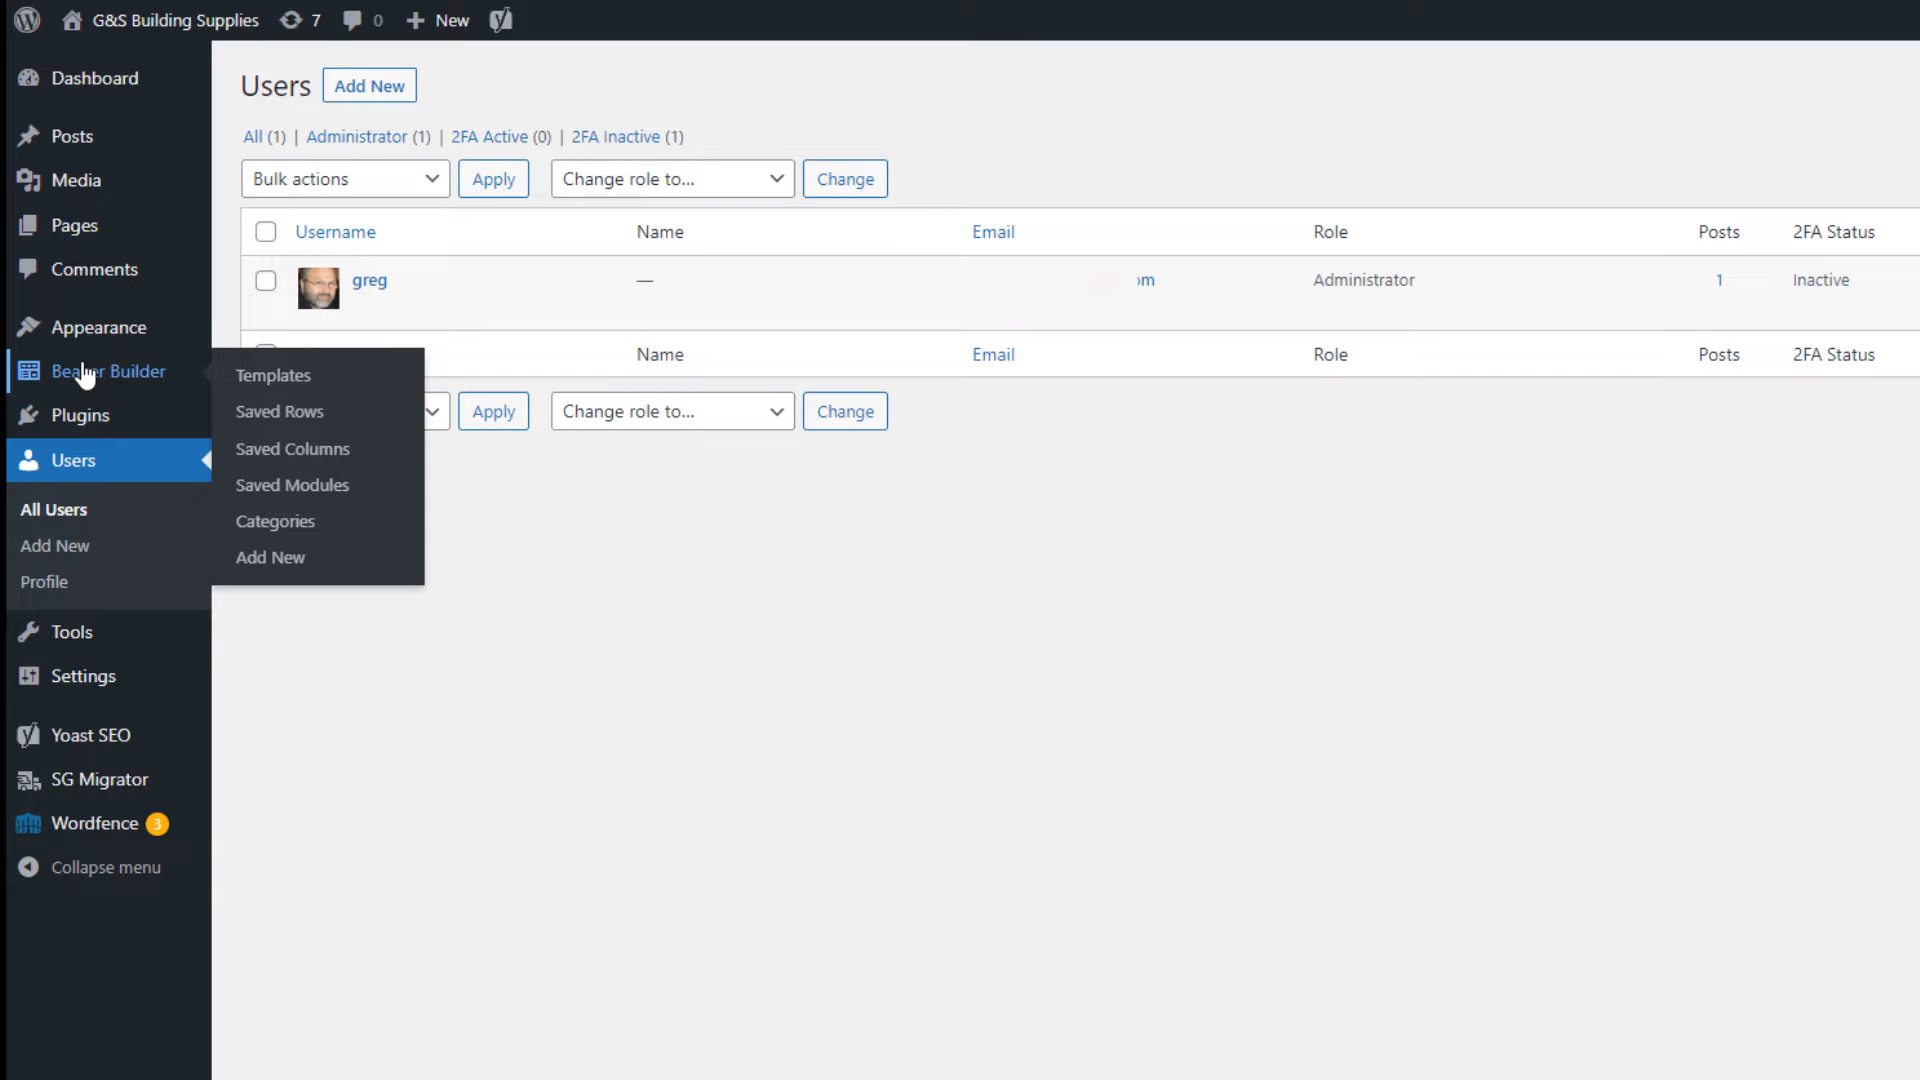 G&S Building Supplies 7 0 New
Dashboard
Posts
Media
Pages
Comments
Appearance
Beaver Builder
Plugins
Users
All Users
Add New
Profile
Tools
Settings
Yoast SEO
SG Migrator
Wordfence 3
Collapse menu
Templates
Saved Rows
Saved Columns
Saved Modules
Categories
Add New
Users Add New
All (1) | Administrator (1) | 2FA Active (0) | 2FA Inactive (1)
Bulk actions Apply Change role to... Change
Username Name Email Role Posts 2FA Status
greg — Administrator 1 Inactive
Name Email Role Posts 2FA Status
Apply Change role to... Change